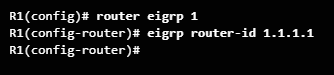 R1(config)# router eigrp 1
R1(config-router)# eigrp router-id 1.1.1.1
R1(config-router)#